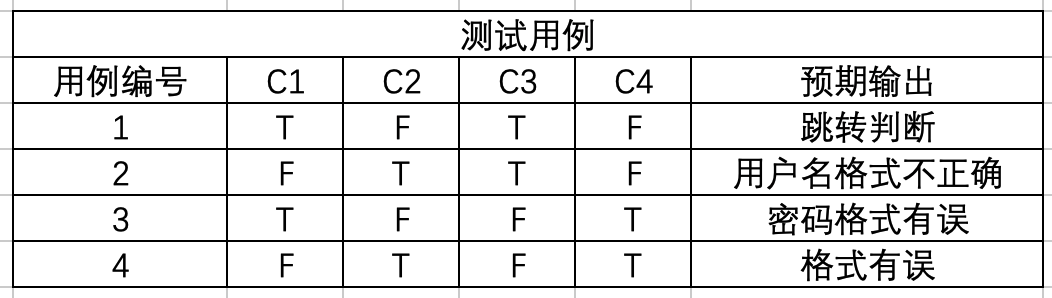 测试用例
用例编号 C1 C2 C3 C4 预期输出
1 T F T F 跳转判断
2 F T T F 用户名格式不正确
3 T F F T 密码格式有误
4 F T F T 格式有误